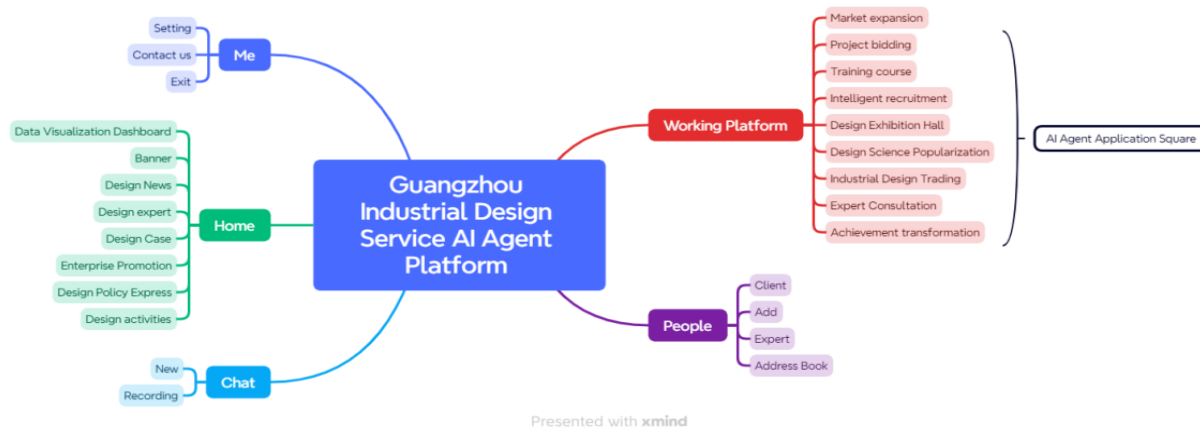 Guangzhou
Industrial Design
Service AI Agent
Platform
Me
Setting
Contact us
Exit
Home
Data Visualization Dashboard
Banner
Design News
Design expert
Design Case
Enterprise Promotion
Design Policy Express
Design activities
Chat
New
Recording
Working Platform
Market expansion
Project bidding
Training course
Intelligent recruitment
Design Exhibition Hall
Design Science Popularization
Industrial Design Trading
Expert Consultation
Achievement transformation
AI Agent Application Square
People
Client
Add
Expert
Address Book
Presented with xmind